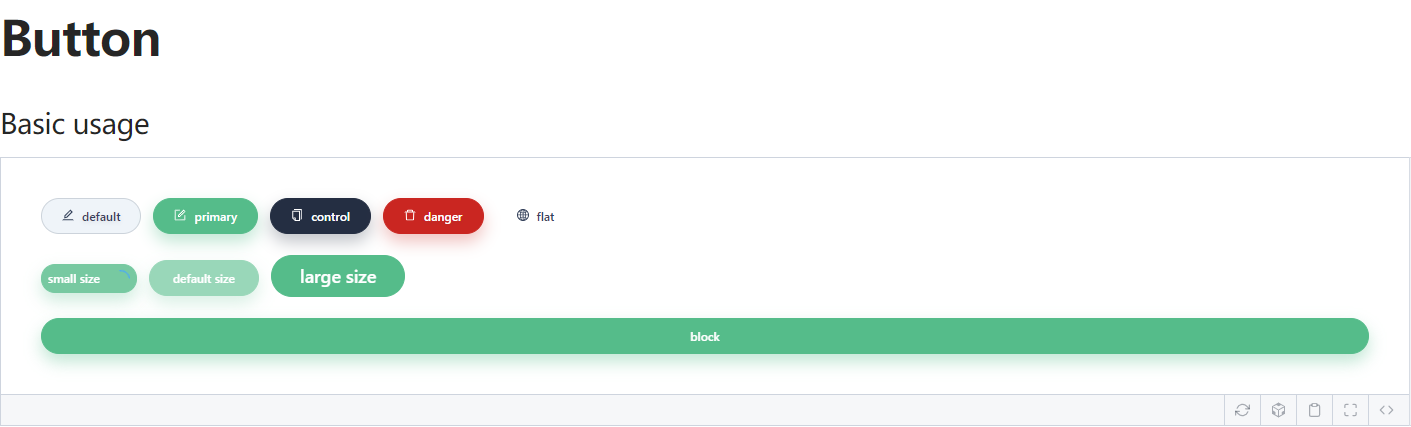 Button
Basic usage
default primary control danger flat
small size default size large size
block